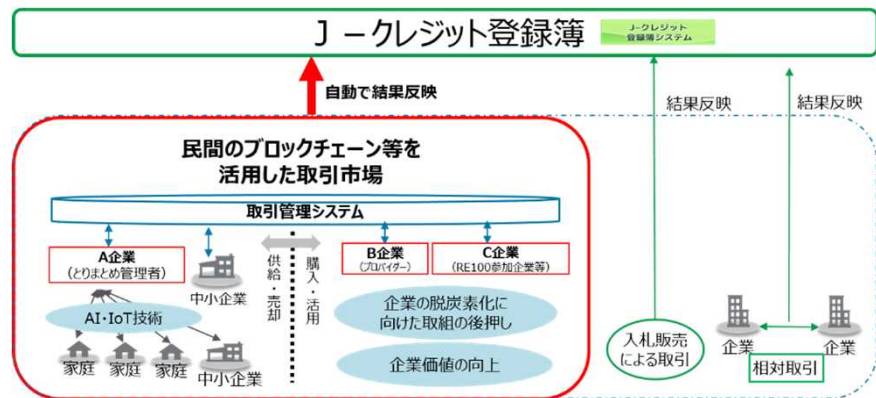 J－クレジット登録簿
J-クレジット
登録簿システム
自動で結果反映
結果反映
結果反映
民間のブロックチェーン等を
活用した取引市場
取引管理システム
A企業
（とりまとめ管理者）
中小企業
供給・売却
購入・活用
B企業
（プロバイダー）
C企業
（RE100参加企業等）
AI・IoT技術
家庭
家庭
家庭
中小企業
企業の脱炭素化に
向けた取組の後押し
企業価値の向上
入札販売
による取引
企業
企業
相対取引